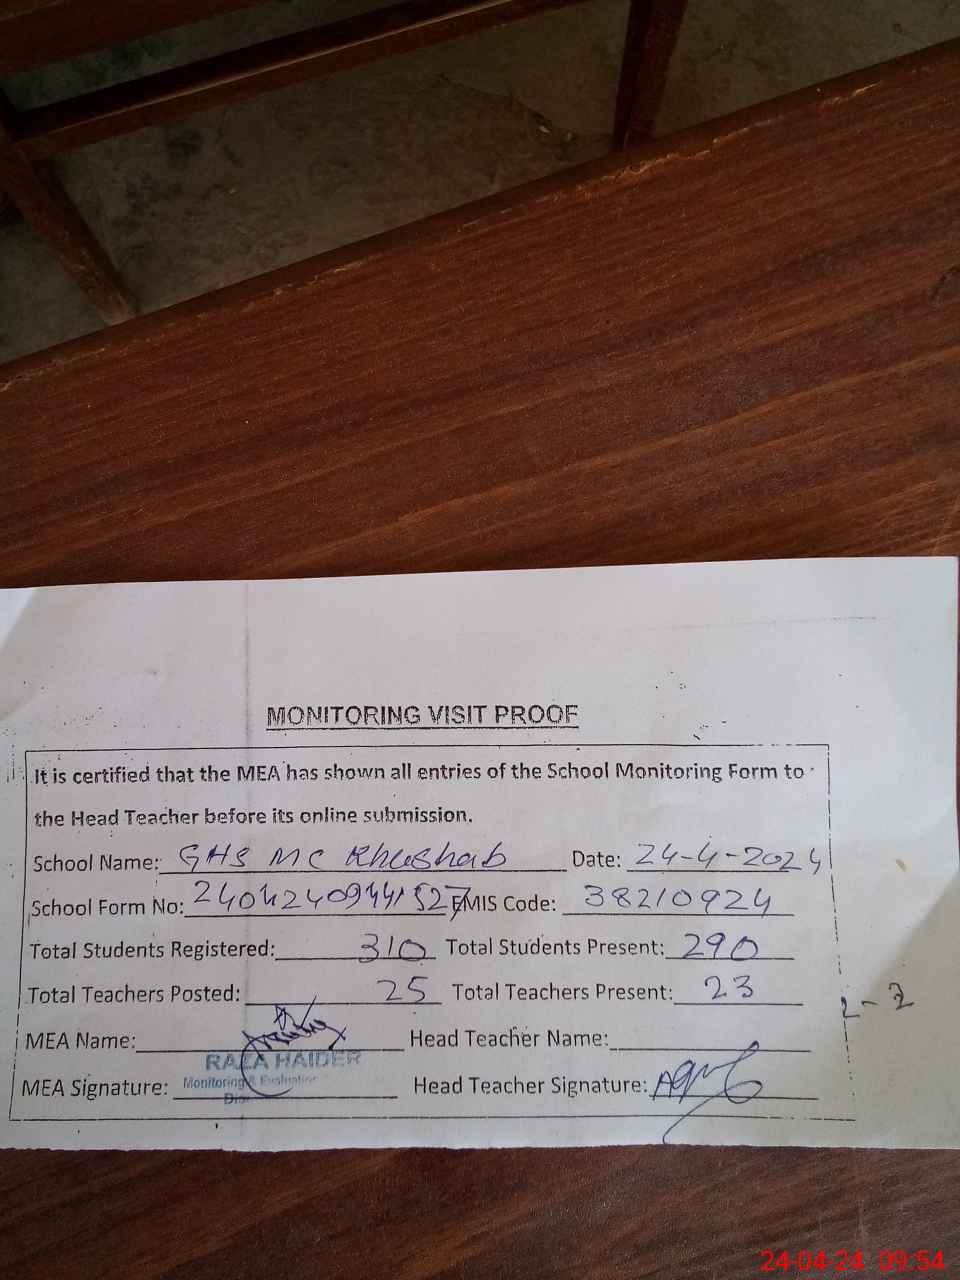 MONITORING VISIT PROOF
It is certified that the MEA has shown all entries of the School Monitoring Form to
the Head Teacher before its online submission.
School Name: GHS MC Khushab Date: 24-4-2024
School Form No: EMIS Code: 38210924
Total Students Registered: 310 Total Students Present: 290
Total Teachers Posted: 25 Total Teachers Present: 23
L-2
MEA Name: Head Teacher Name:
RAZA HAIDER
MEA Signature: Monitoring & Evaluation Head Teacher Signature:
24-04-24 09:54